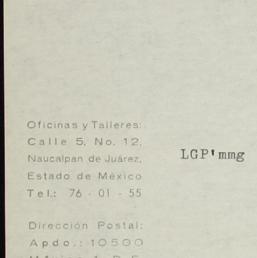 Oficinas y Talleres:
Calle 5, No. 12,
Naucalpan de Juárez,
Estado de México
Tel.: 76 - 01 - 55
LGP'mmg
Dirección Postal:
Apdo.: 10500